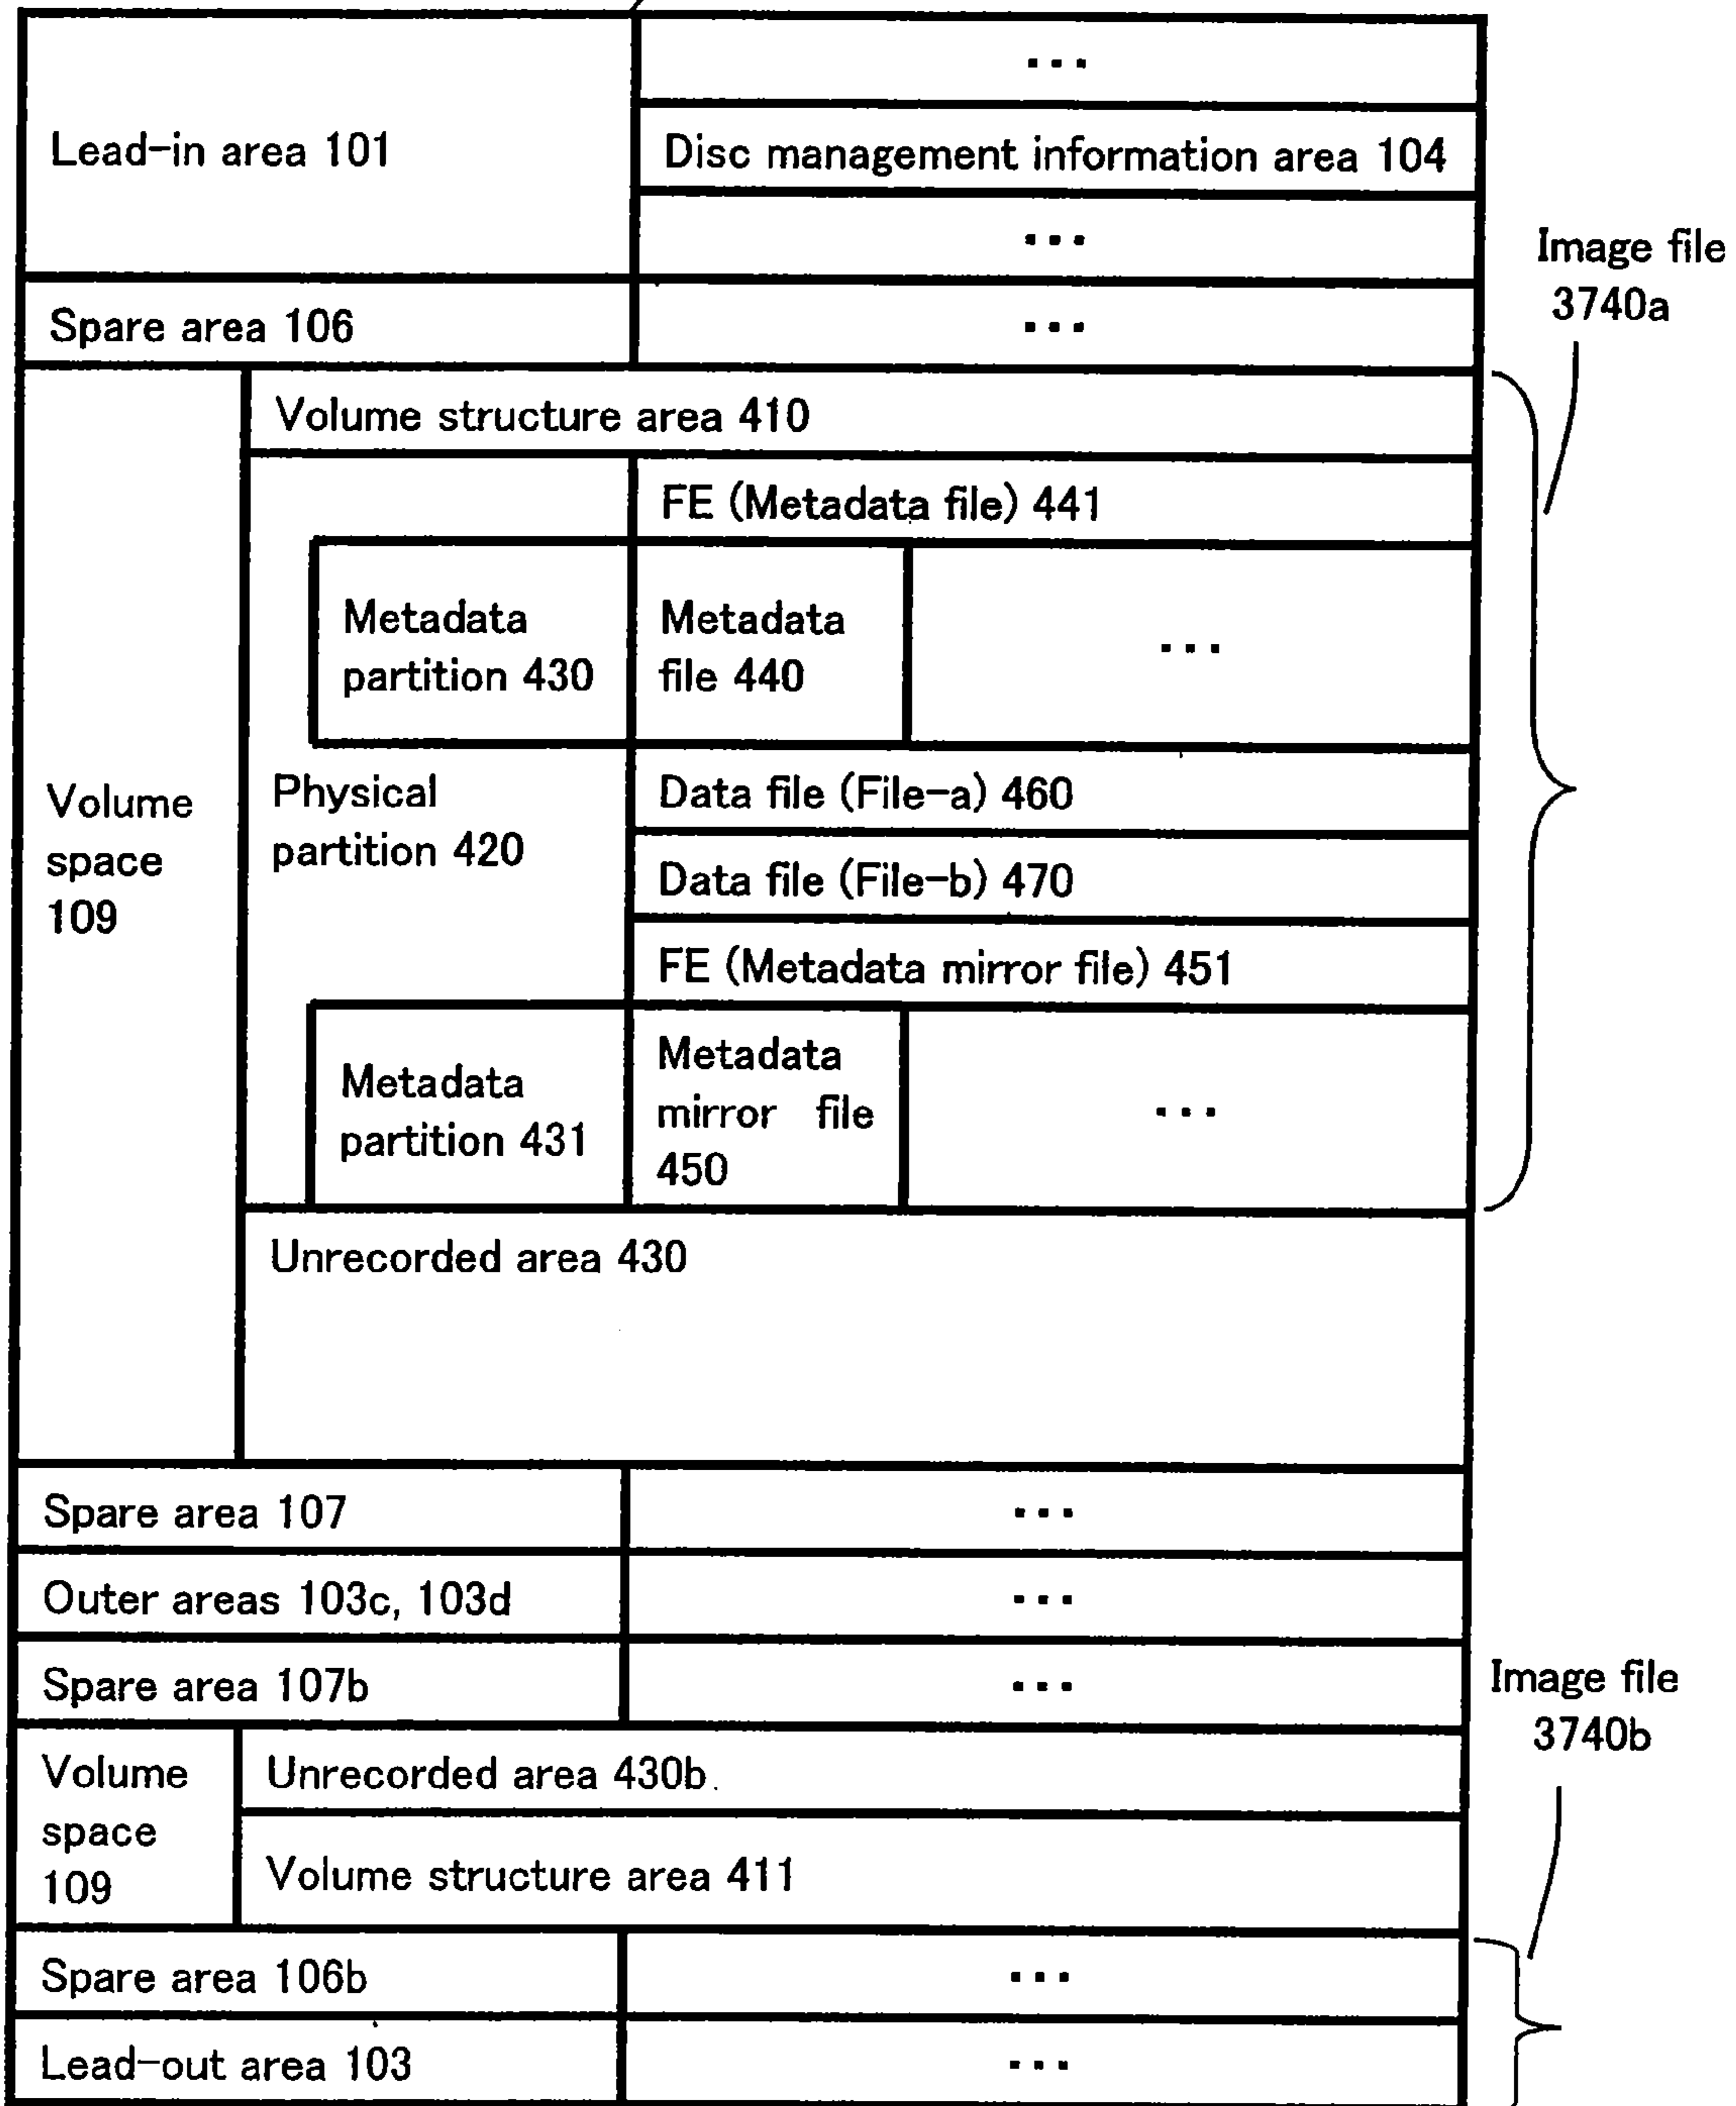 ...
Lead-in area 101
Disc management information area 104
...
Image file
3740a
Spare area 106
...
Volume structure area 410
FE (Metadata file) 441
Metadata
partition 430
Metadata
file 440
...
Volume
space
109
Physical
partition 420
Data file (File-a) 460
Data file (File-b) 470
FE (Metadata mirror file) 451
Metadata
partition 431
Metadata
mirror file
450
...
Unrecorded area 430
Spare area 107
...
Outer areas 103c, 103d
...
Spare area 107b
...
Image file
3740b
Volume
space
109
Unrecorded area 430b
Volume structure area 411
Spare area 106b
...
Lead-out area 103
...